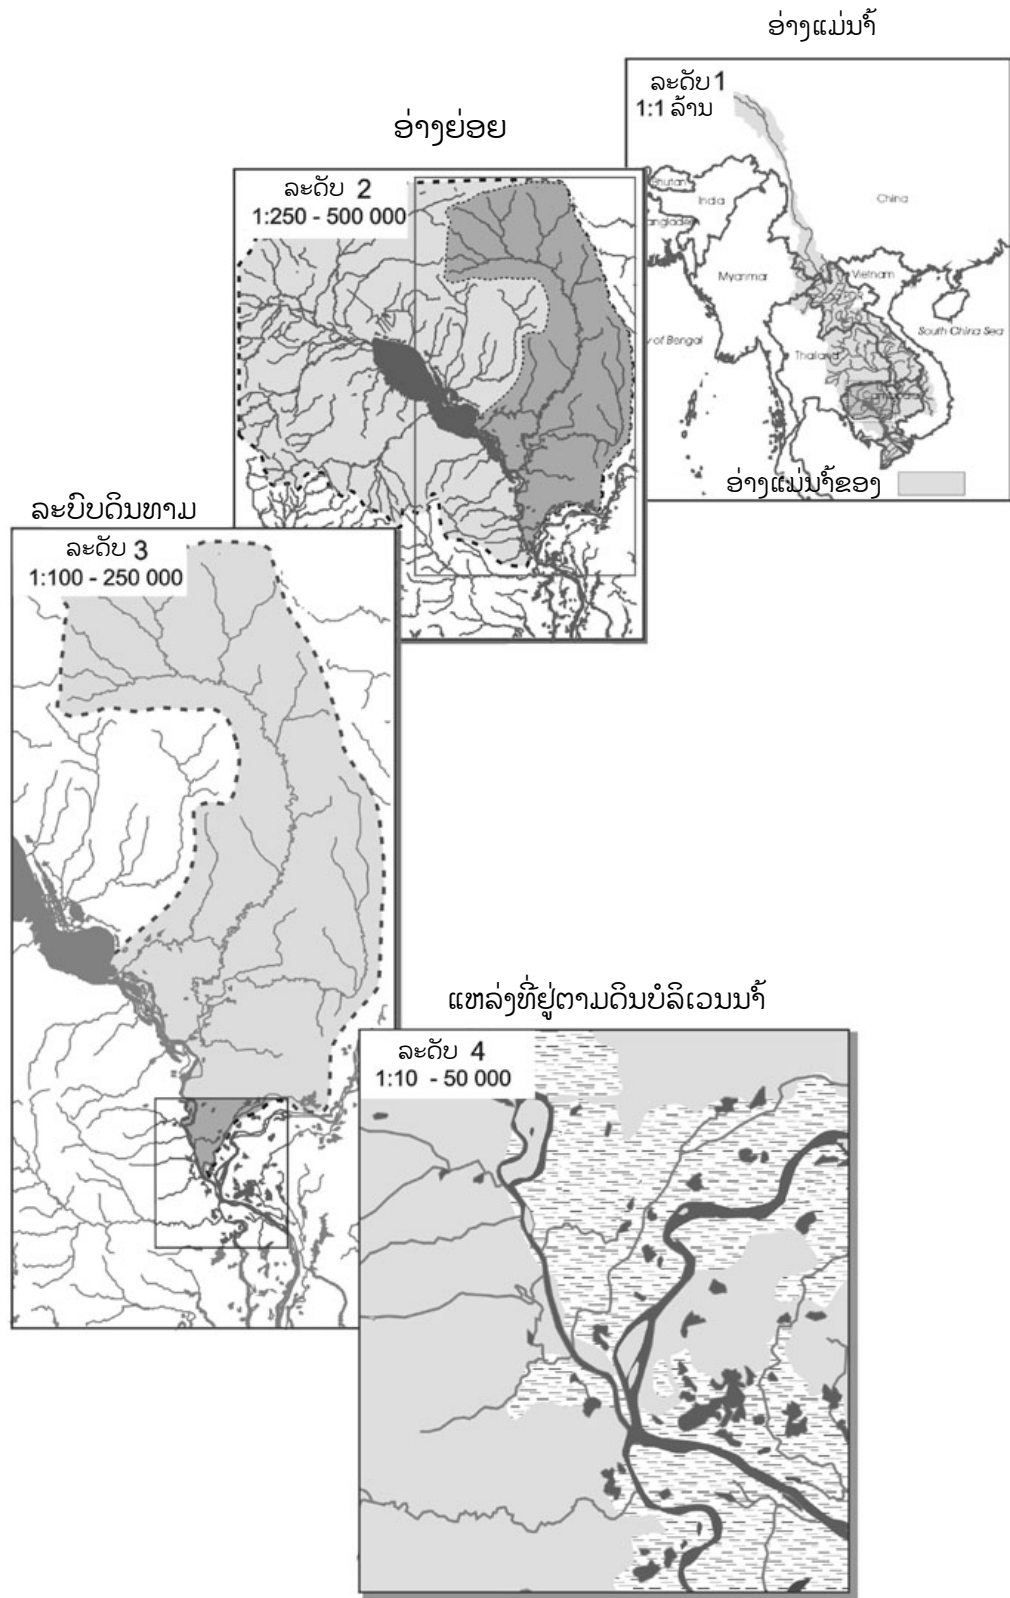 ອ່າງແມ່ນ້ຳ
ລະດັບ 1
1:1 ລ້ານ
Bhutan
India
China
Myanmar
Vietnam
South China Sea
y of Bengal
Thailand
Cambodia
ອ່າງແມ່ນ້ຳຂອງ
ອ່າງຍ່ອຍ
ລະດັບ 2
1:250 - 500 000
ລະບົບດິນທາມ
ລະດັບ 3
1:100 - 250 000
ແຫລ່ງທີ່ຢູ່ຕາມດິນບໍລິເວນນ້ຳ
ລະດັບ 4
1:10 - 50 000